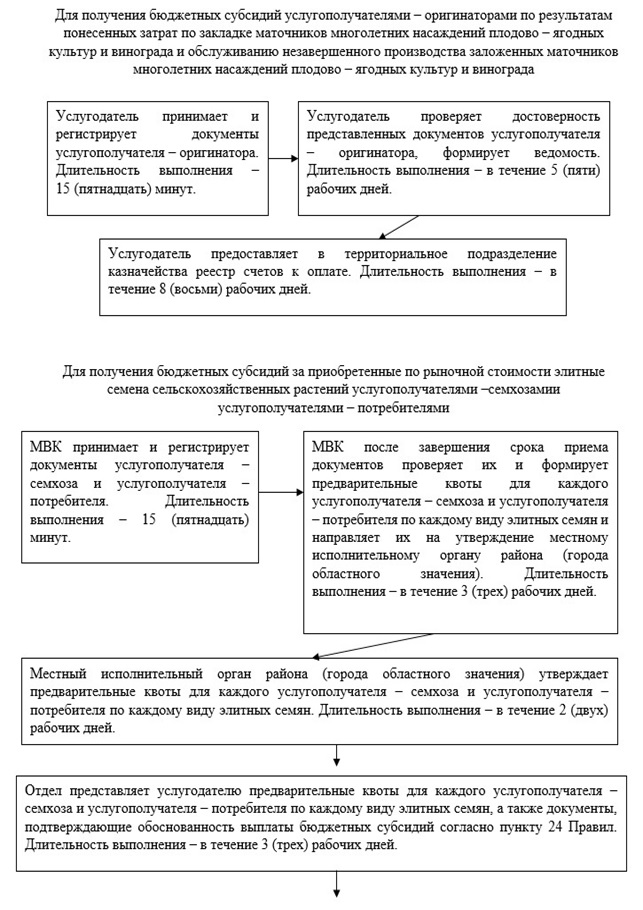 Для получения бюджетных субсидий услугополучателями – оригинаторами по результатам
понесенных затрат по закладке маточников многолетних насаждений плодово – ягодных
культур и винограда и обслуживанию незавершенного производства заложенных маточников
многолетних насаждений плодово – ягодных культур и винограда
Услугодатель принимает и
регистрирует документы
услугополучателя – оригинатора.
Длительность выполнения –
15 (пятнадцать) минут.
Услугодатель проверяет достоверность
представленных документов услугополучателя
– оригинатора, формирует ведомость.
Длительность выполнения – в течение 5 (пяти)
рабочих дней.
Услугодатель предоставляет в территориальное подразделение
казначейства реестр счетов к оплате. Длительность выполнения – в
течение 8 (восьми) рабочих дней.
Для получения бюджетных субсидий за приобретенные по рыночной стоимости элитные
семена сельскохозяйственных растений услугополучателями –семхозамии
услугополучателями – потребителями
МВК принимает и регистрирует
документы услугополучателя –
семхоза и услугополучателя –
потребителя. Длительность
выполнения – 15 (пятнадцать)
минут.
МВК после завершения срока приема
документов проверяет их и формирует
предварительные квоты для каждого
услугополучателя – семхоза и услугополучателя
– потребителя по каждому виду элитных семян и
направляет их на утверждение местному
исполнительному органу района (города
областного значения). Длительность
выполнения – в течение 3 (трех) рабочих дней.
Местный исполнительный орган района (города областного значения) утверждает
предварительные квоты для каждого услугополучателя – семхоза и услугополучателя –
потребителя по каждому виду элитных семян. Длительность выполнения – в течение 2 (двух)
рабочих дней.
Отдел представляет услугодателю предварительные квоты для каждого услугополучателя –
семхоза и услугополучателя – потребителя по каждому виду элитных семян, а также документы,
подтверждающие обоснованность выплаты бюджетных субсидий согласно пункту 24 Правил.
Длительность выполнения – в течение 3 (трех) рабочих дней.